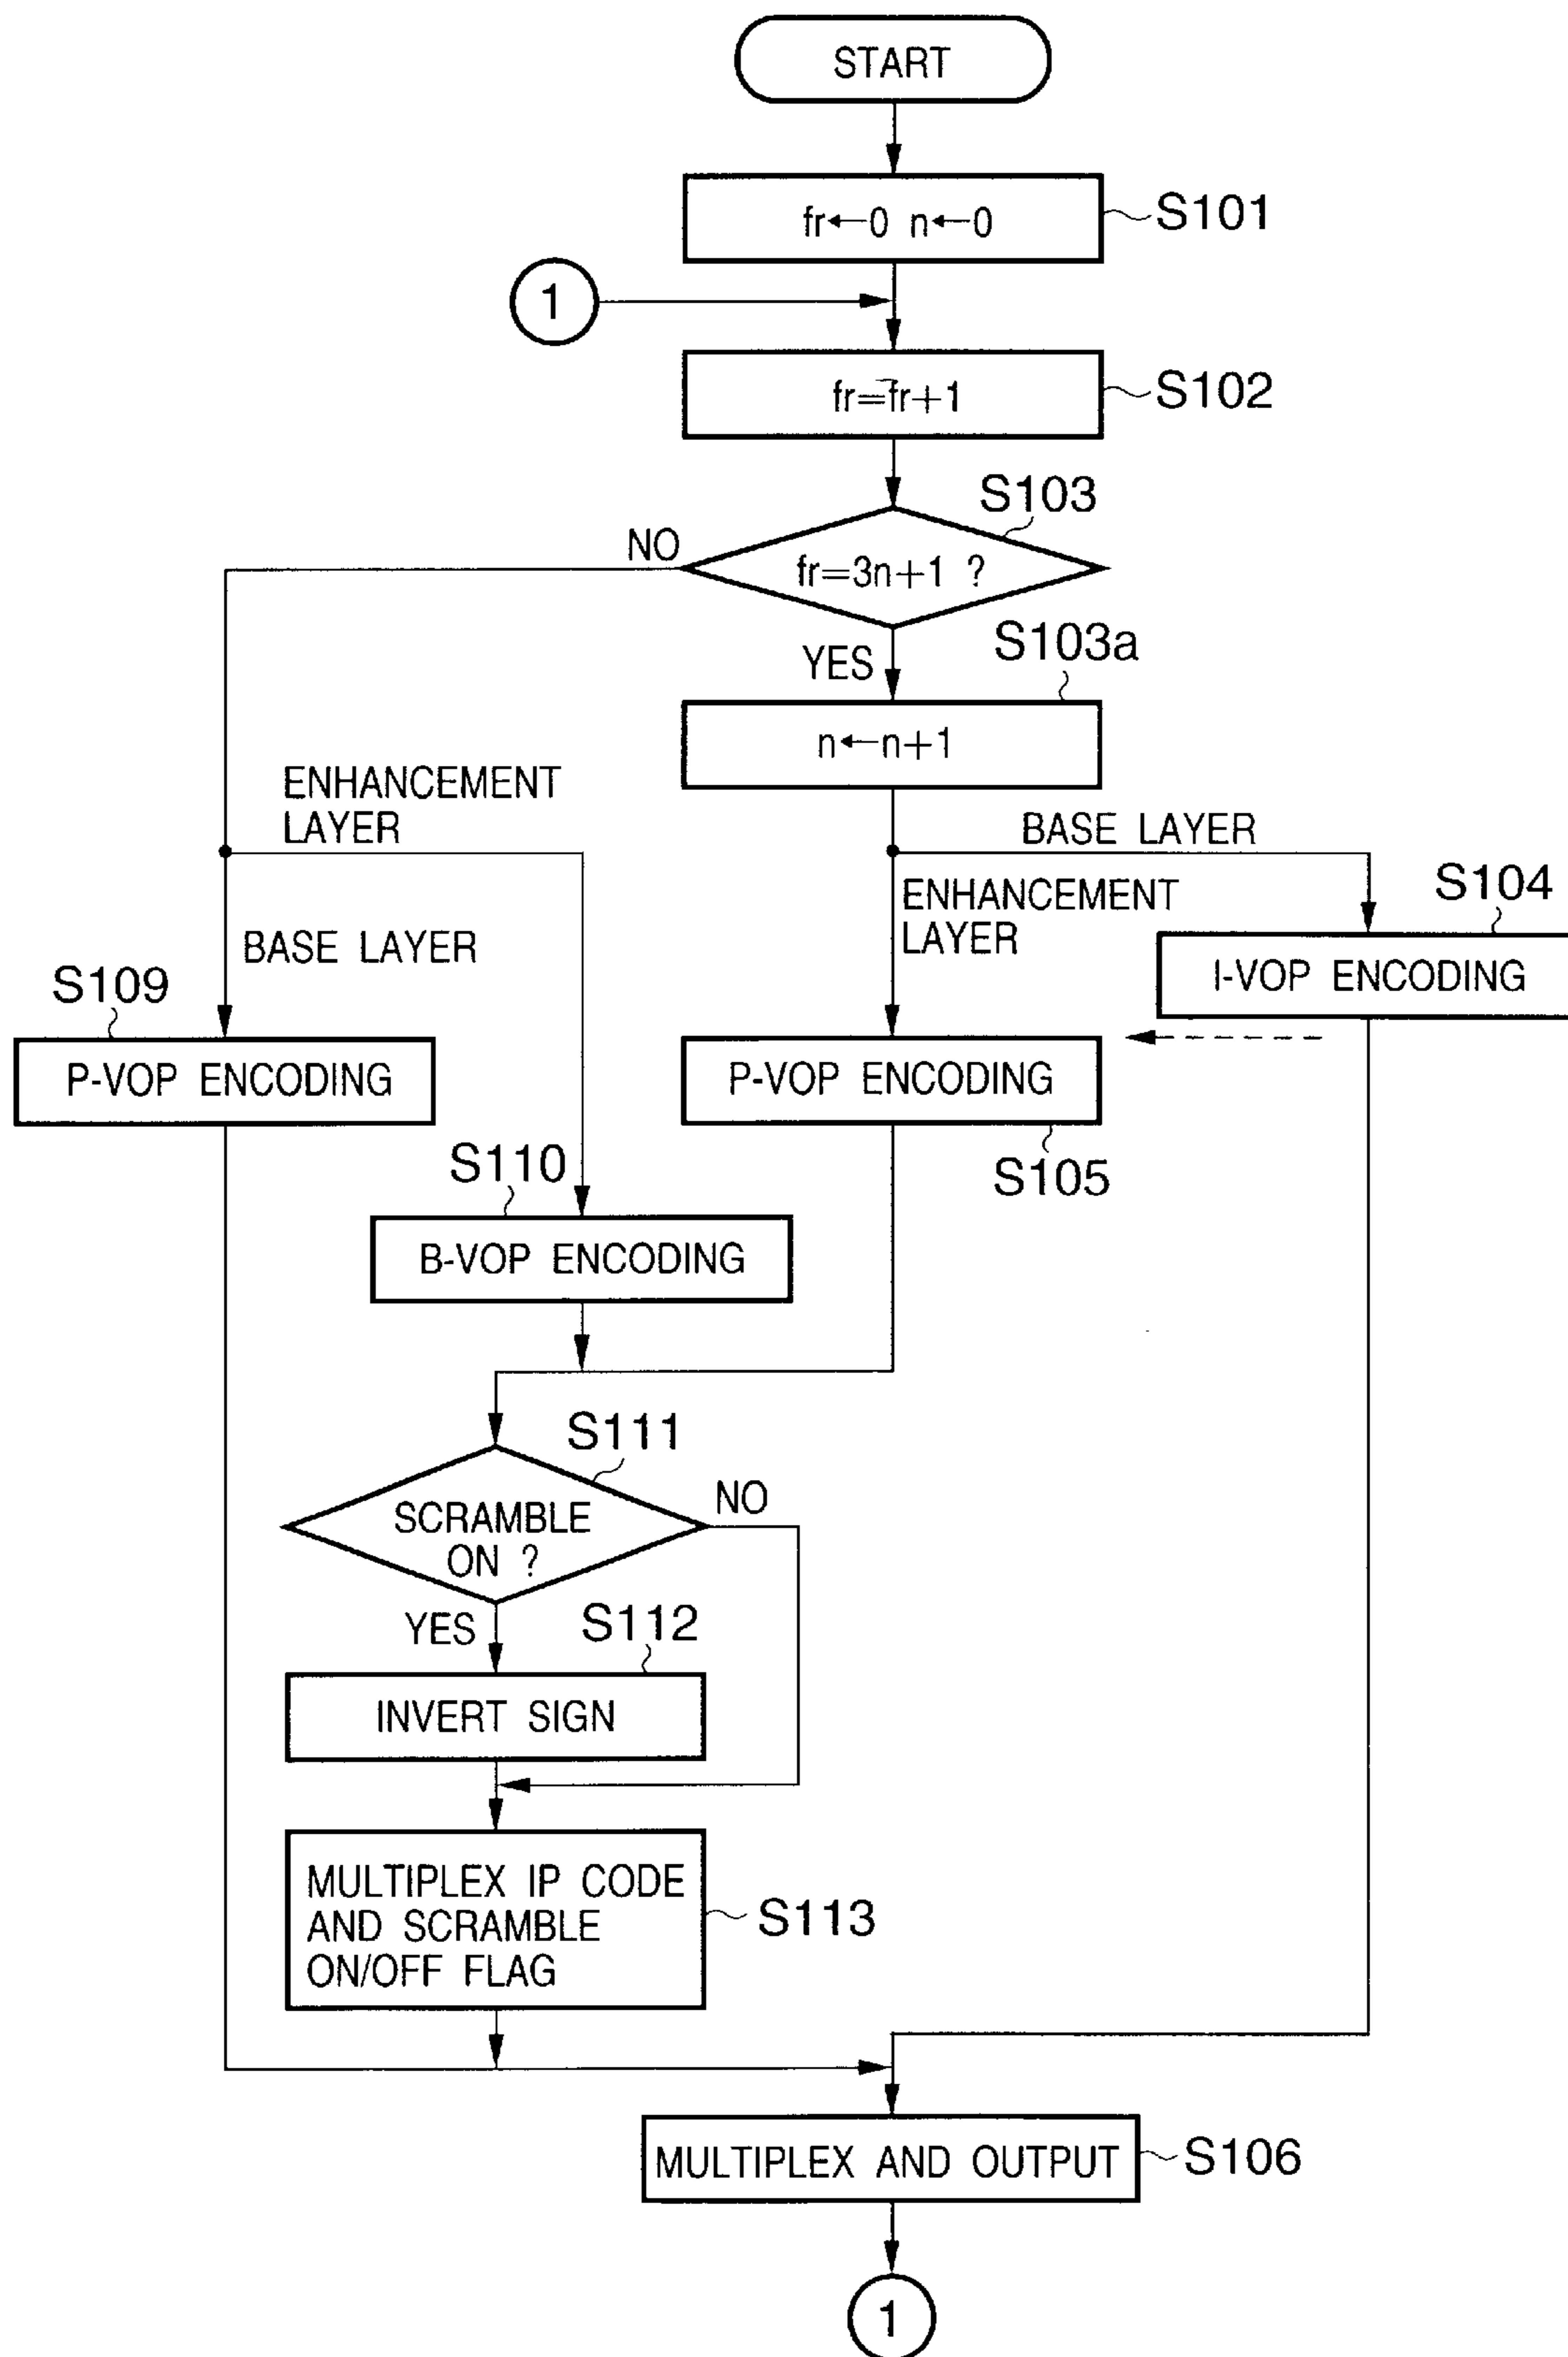 START
fr←0 n←0
S101
1
fr=fr+1
S102
S103
NO
fr=3n+1 ?
S103a
YES
n←n+1
ENHANCEMENT
LAYER
BASE LAYER
S104
ENHANCEMENT
LAYER
BASE LAYER
I-VOP ENCODING
S109
P-VOP ENCODING
P-VOP ENCODING
S110
S105
B-VOP ENCODING
S111
NO
SCRAMBLE
ON ?
YES
S112
INVERT SIGN
MULTIPLEX IP CODE
AND SCRAMBLE
ON/OFF FLAG
S113
MULTIPLEX AND OUTPUT
S106
1